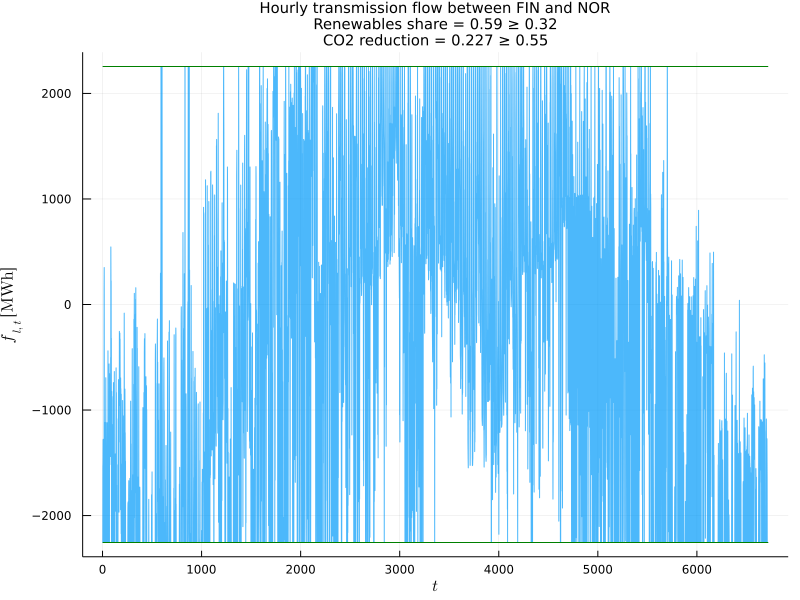 Hourly transmission flow between FIN and NOR
Renewables share = 0.59 ≥ 0.32
CO2 reduction = 0.227 ≥ 0.55
2000
1000
0
−1000
−2000
f l,t [MWh]
0 1000 2000 3000 4000 5000 6000
t